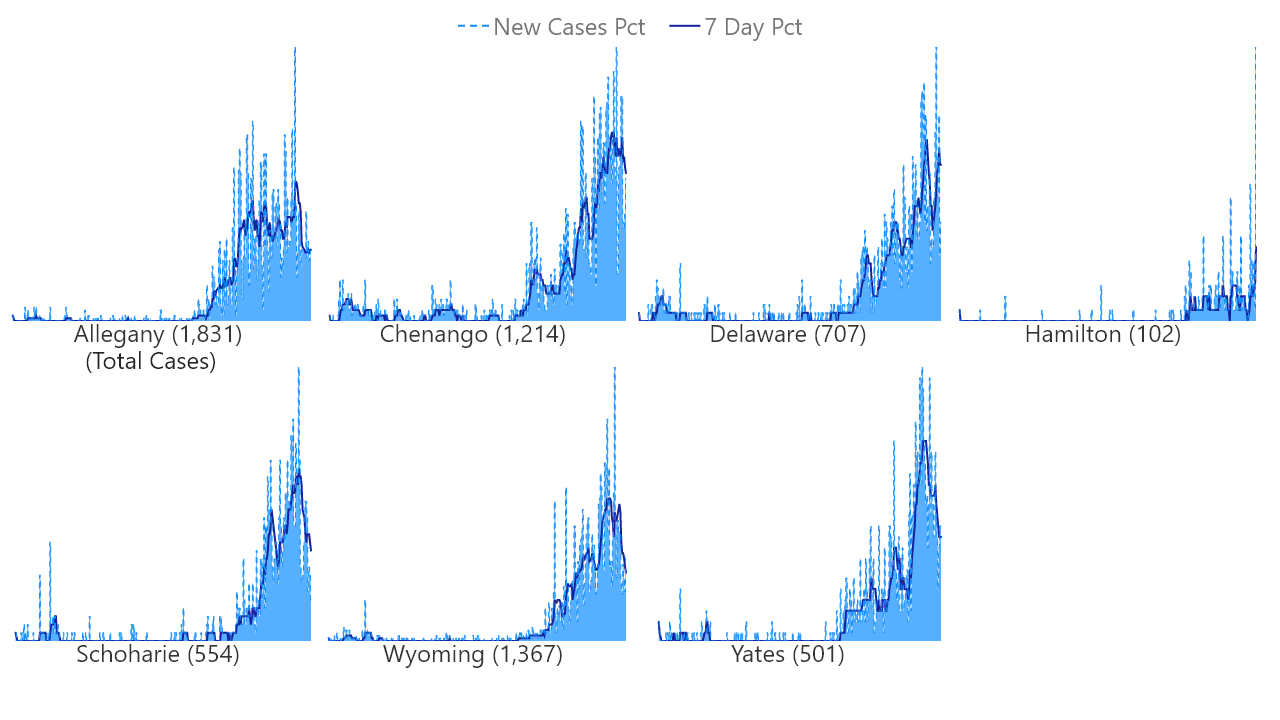 New Cases Pct 7 Day Pct
Allegany (1,831)
(Total Cases)
Chenango (1,214)
Delaware (707)
Hamilton (102)
Schoharie (554)
Wyoming (1,367)
Yates (501)